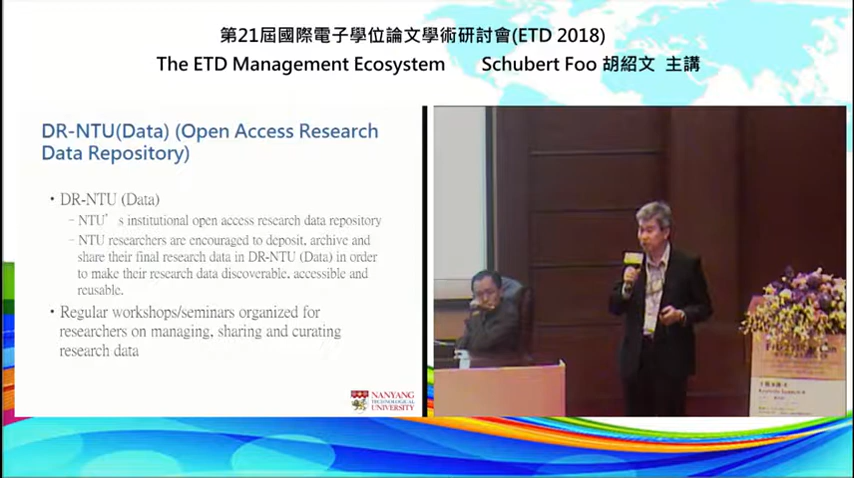 第21屆國際電子學位論文學術研討會(ETD 2018)
The ETD Management Ecosystem Schubert Foo 胡紹文 主講
DR-NTU(Data) (Open Access Research
Data Repository)
• DR-NTU (Data)
– NTU’s institutional open access research data repository
– NTU researchers are encouraged to deposit, archive and
share their final research data in DR-NTU (Data) in order
to make their research data discoverable, accessible and
reusable.
• Regular workshops/seminars organized for
researchers on managing, sharing and curating
research data
NANYANG
TECHNOLOGICAL
UNIVERSITY